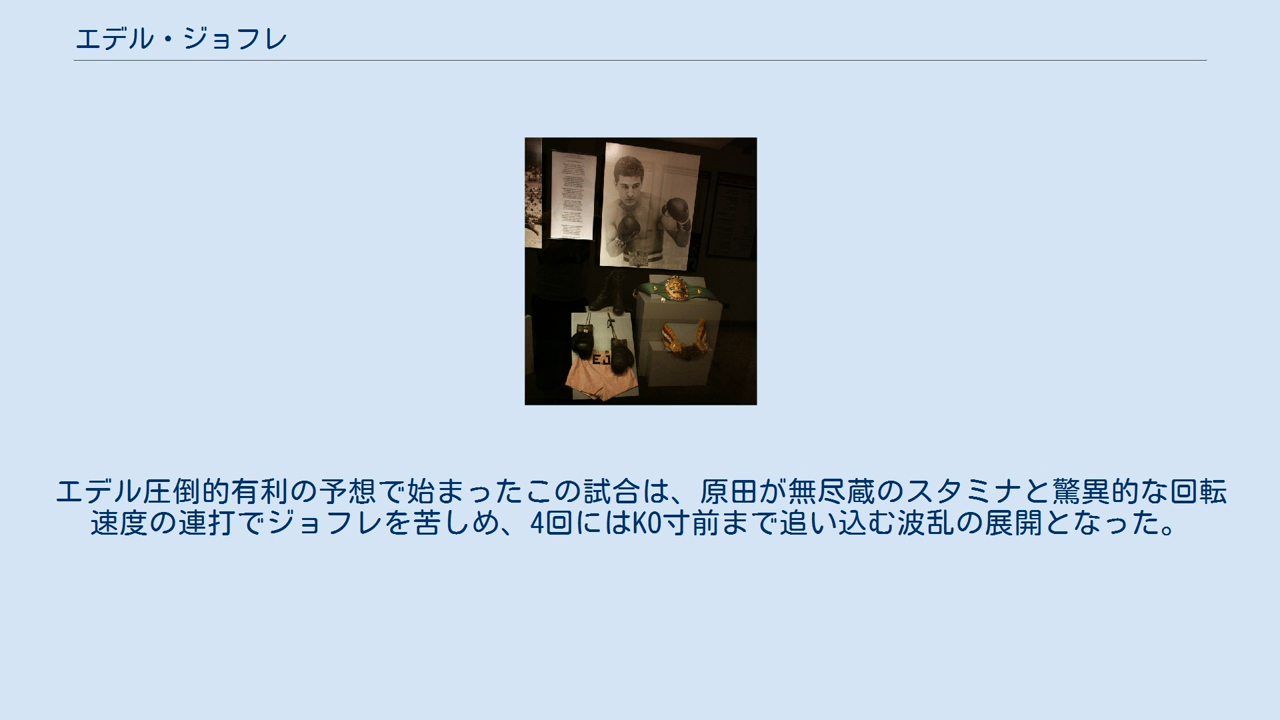 エデル・ジョフレ
EJ
エデル圧倒的有利の予想で始まったこの試合は、原田が無尽蔵のスタミナと驚異的な回転
速度の連打でジョフレを苦しめ、4回にはKO寸前まで追い込む波乱の展開となった。